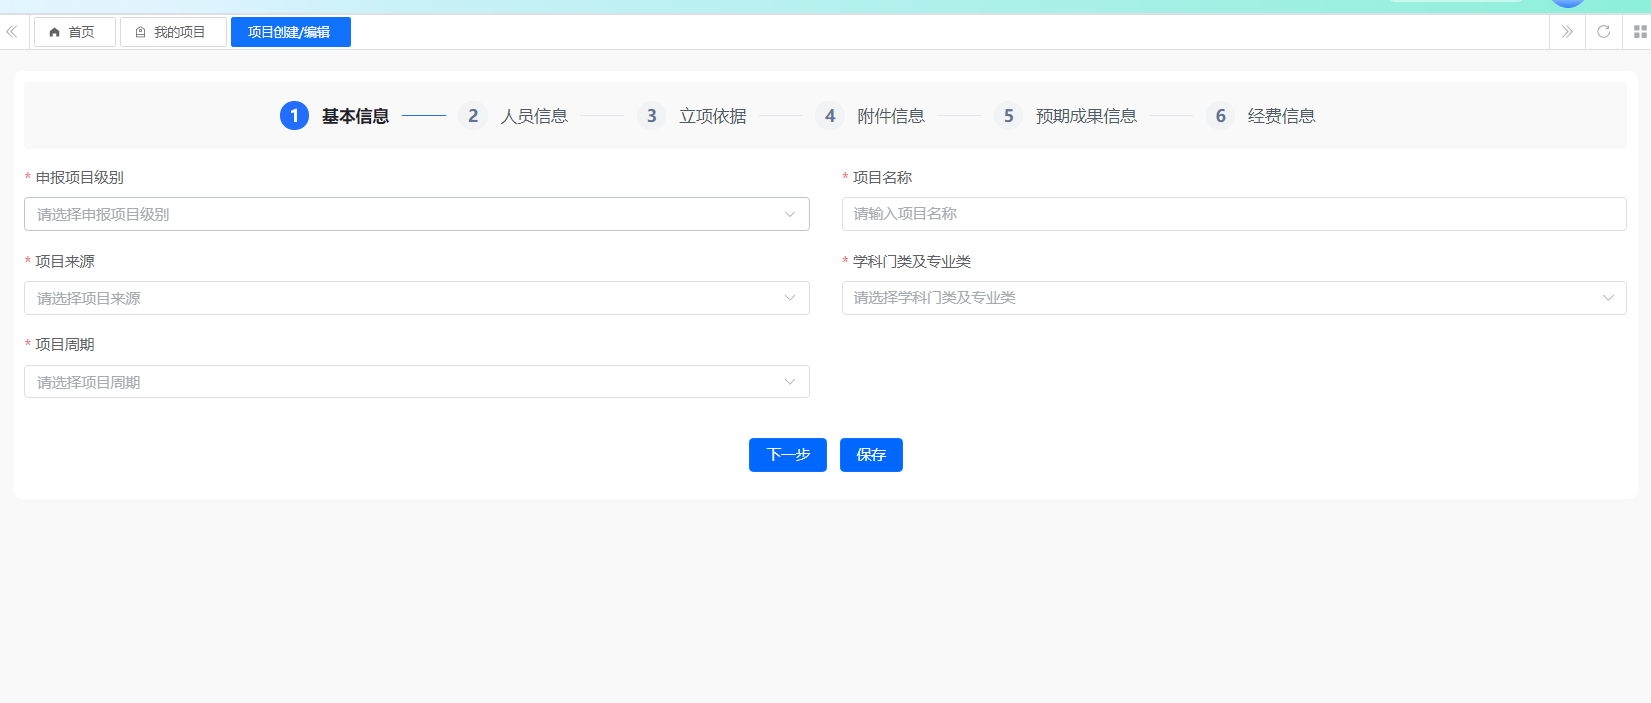 首页 我的项目 项目创建/编辑
1 基本信息 2 人员信息 3 立项依据 4 附件信息 5 预期成果信息 6 经费信息
* 申报项目级别 * 项目名称
请选择申报项目级别 请输入项目名称
* 项目来源 * 学科门类及专业类
请选择项目来源 请选择学科门类及专业类
* 项目周期
请选择项目周期
下一步 保存